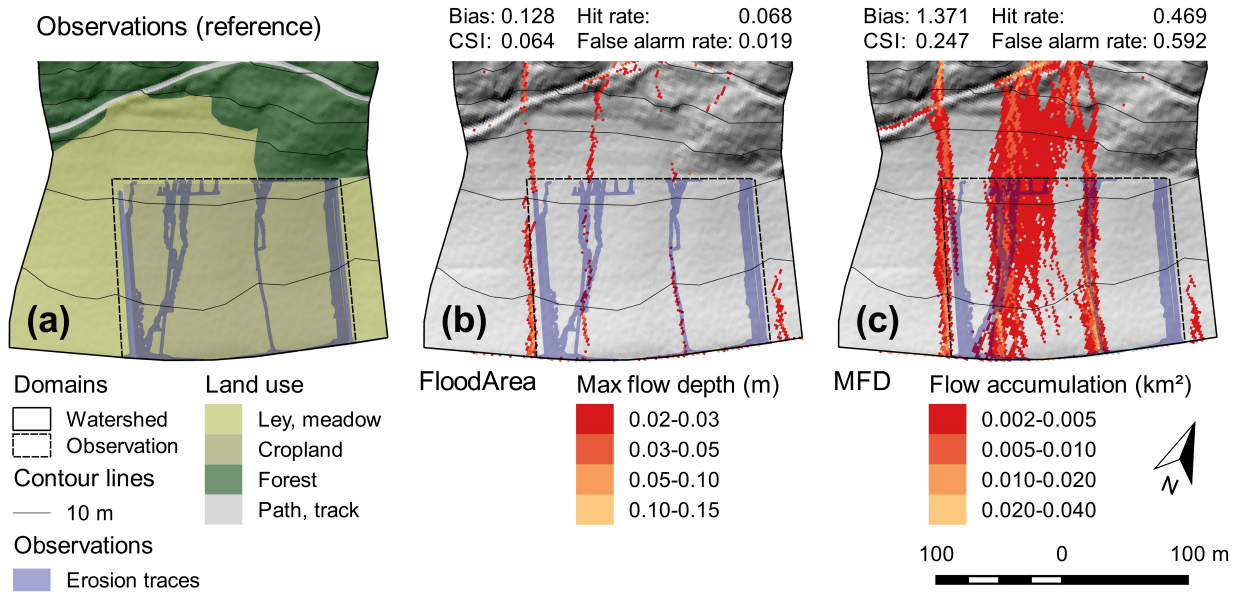 Observations (reference)
Bias: 0.128 Hit rate: 0.068
CSI: 0.064 False alarm rate: 0.019
Bias: 1.371 Hit rate: 0.469
CSI: 0.247 False alarm rate: 0.592
(a)
(b)
(c)
Domains
Watershed
Observation
Contour lines
10 m
Observations
Erosion traces
Land use
Ley, meadow
Cropland
Forest
Path, track
FloodArea
Max flow depth (m)
0.02-0.03
0.03-0.05
0.05-0.10
0.10-0.15
MFD
Flow accumulation (km²)
0.002-0.005
0.005-0.010
0.010-0.020
0.020-0.040
N
100 0 100 m